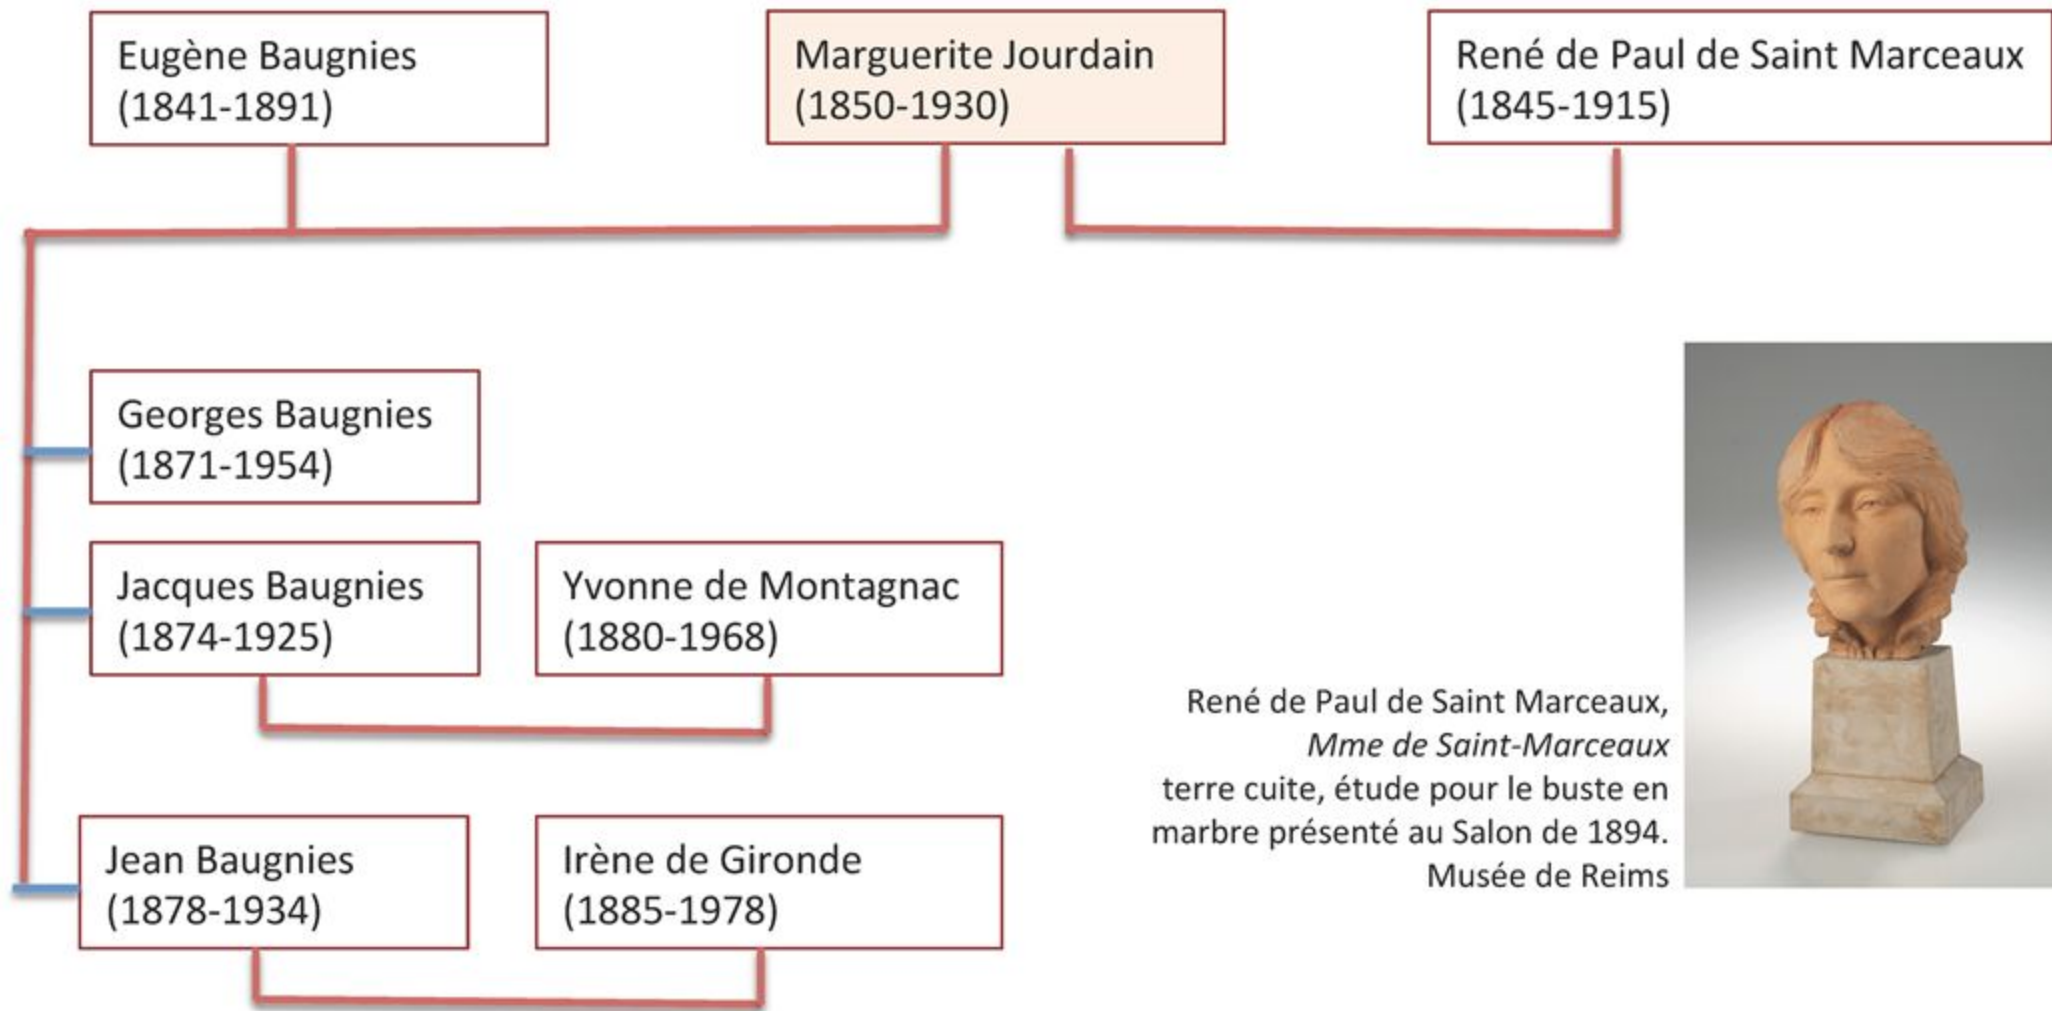 Eugène Baugnies
(1841-1891)
Marguerite Jourdain
(1850-1930)
René de Paul de Saint Marceaux
(1845-1915)
Georges Baugnies
(1871-1954)
Jacques Baugnies
(1874-1925)
Yvonne de Montagnac
(1880-1968)
Jean Baugnies
(1878-1934)
Irène de Gironde
(1885-1978)
René de Paul de Saint Marceaux,
Mme de Saint-Marceaux
terre cuite, étude pour le buste en
marbre présenté au Salon de 1894.
Musée de Reims